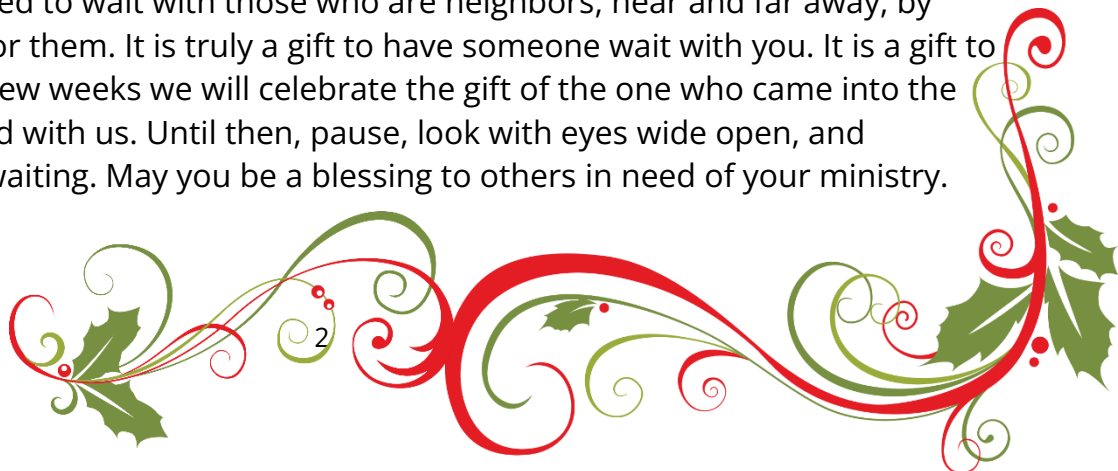 ed to wait with those who are neighbors, near and far away, by
or them. It is truly a gift to have someone wait with you. It is a gift to
ew weeks we will celebrate the gift of the one who came into the
d with us. Until then, pause, look with eyes wide open, and
vaiting. May you be a blessing to others in need of your ministry.
2